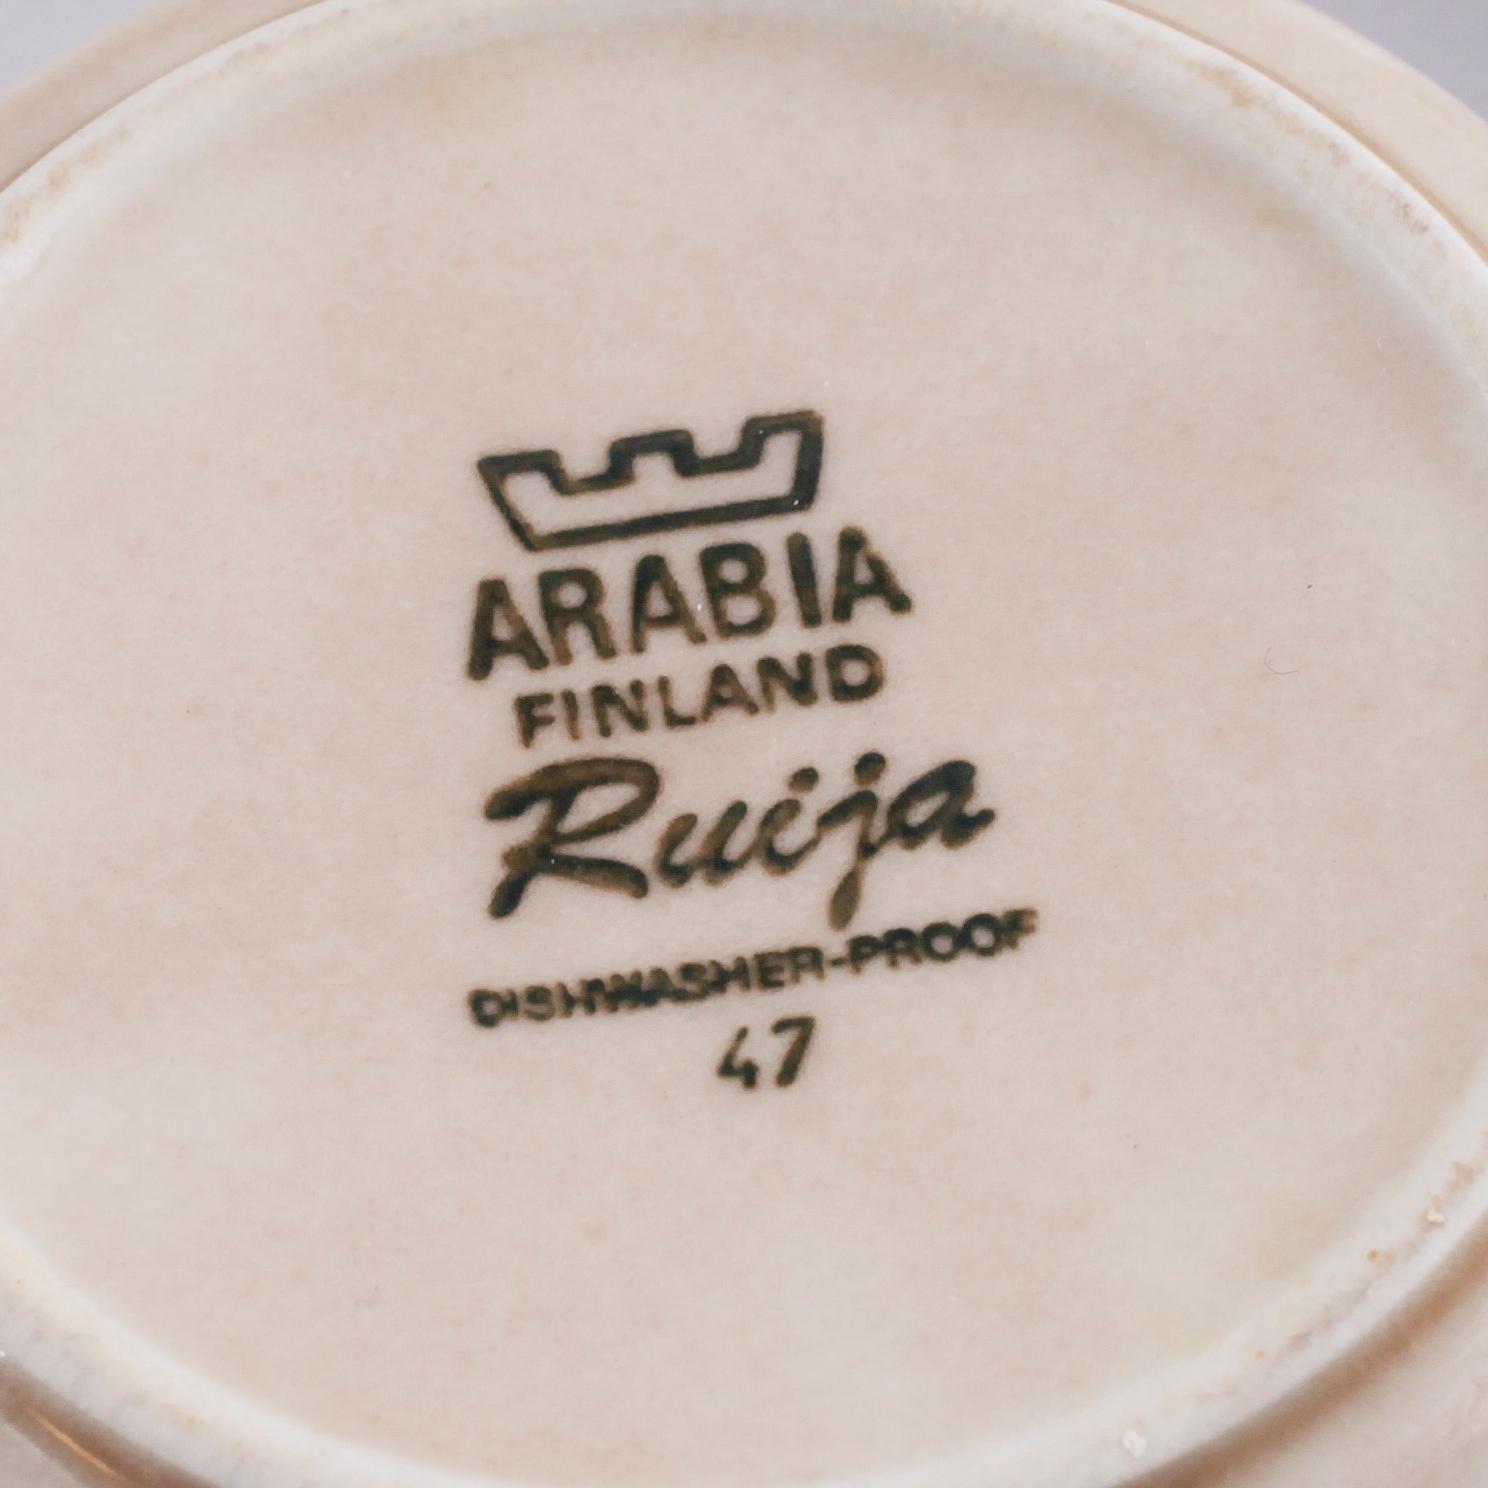 ARABIA
FINLAND
Ruija
DISHWASHER-PROOF
47